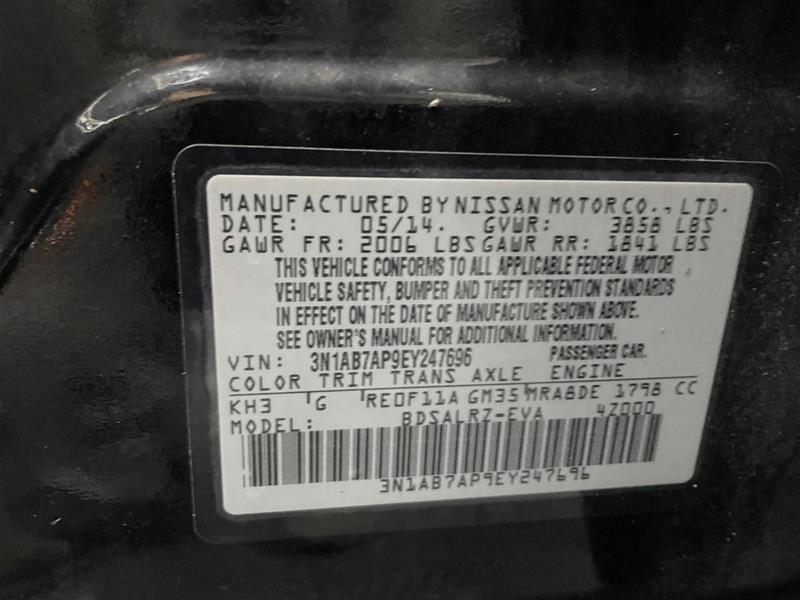 MANUFACTURED BY NISSAN MOTOR CO., LTD.
DATE: 05/14. GVWR: 3858 LBS
GAWR FR: 2006 LBS GAWR RR: 1841 LBS
THIS VEHICLE CONFORMS TO ALL APPLICABLE FEDERAL MOTOR
VEHICLE SAFETY, BUMPER AND THEFT PREVENTION STANDARDS
IN EFFECT ON THE DATE OF MANUFACTURE SHOWN ABOVE.
SEE OWNER'S MANUAL FOR ADDITIONAL INFORMATION.
VIN: 3N1AB7AP9EY247696 PASSENGER CAR.
COLOR TRIM TRANS AXLE ENGINE
KH3 'G 'RE0F11A GM35 MRA8DE 1798 CC
MODEL: BDSALRZ-EVA 4Z000
3N1AB7AP9EY247696